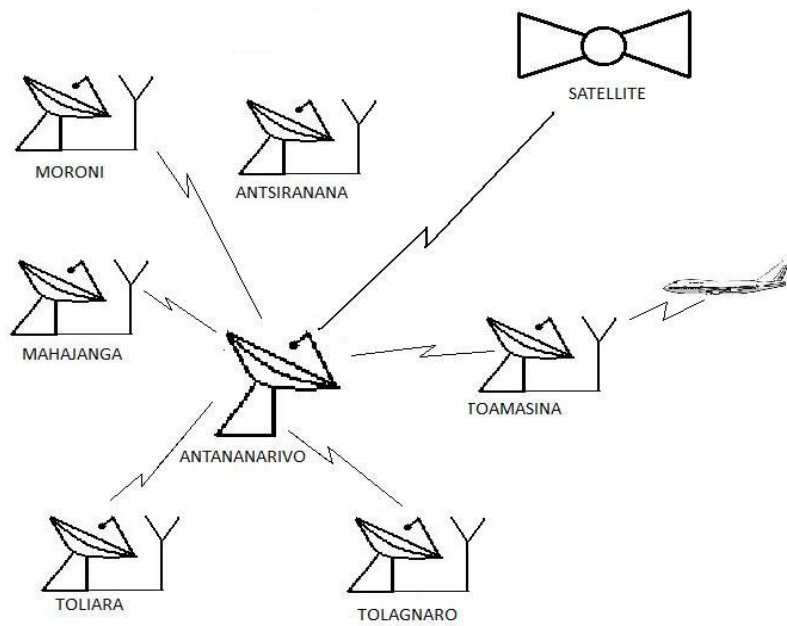 SATELLITE
MORONI
ANTSIRANANA
MAHAJANGA
TOAMASINA
ANTANANARIVO
TOLIARA
TOLAGNARO